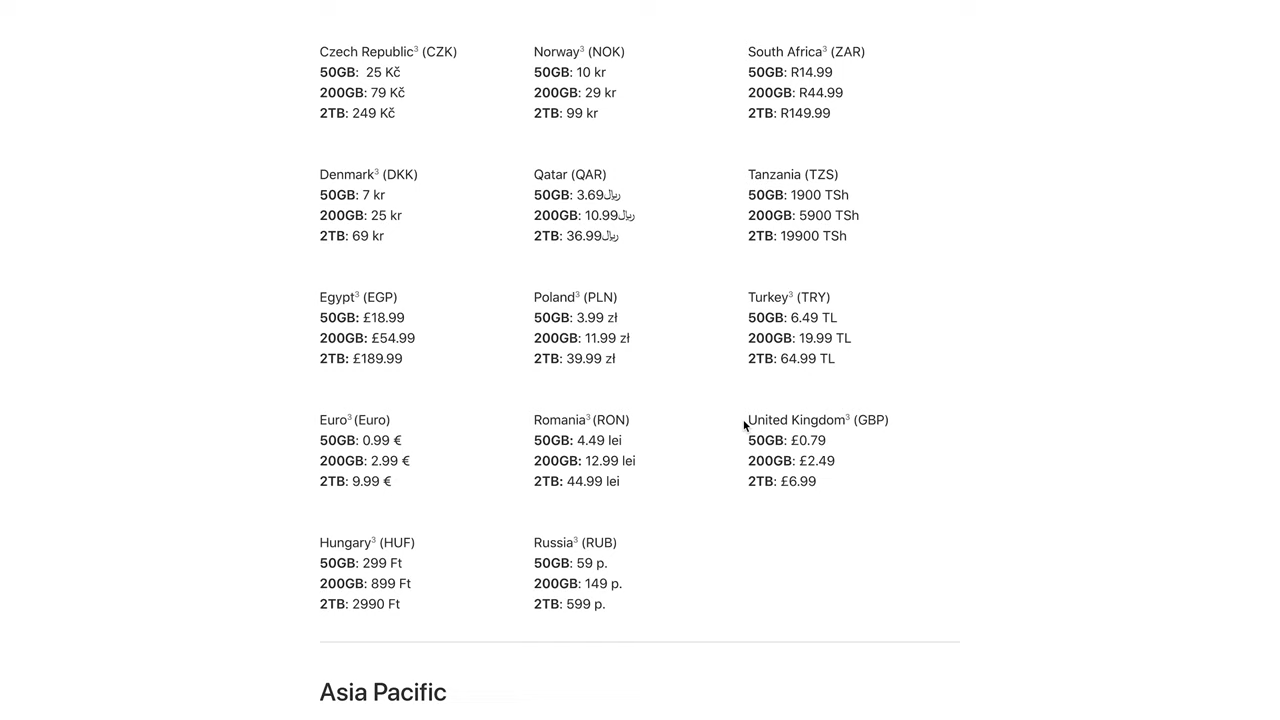 Czech Republic³ (CZK)
50GB: 25 Kč
200GB: 79 Kč
2TB: 249 Kč
Norway³ (NOK)
50GB: 10 kr
200GB: 29 kr
2TB: 99 kr
South Africa³ (ZAR)
50GB: R14.99
200GB: R44.99
2TB: R149.99
Denmark³ (DKK)
50GB: 7 kr
200GB: 25 kr
2TB: 69 kr
Qatar (QAR)
50GB: 3.69﷼
200GB: 10.99﷼
2TB: 36.99﷼
Tanzania (TZS)
50GB: 1900 TSh
200GB: 5900 TSh
2TB: 19900 TSh
Egypt³ (EGP)
50GB: £18.99
200GB: £54.99
2TB: £189.99
Poland³ (PLN)
50GB: 3.99 zł
200GB: 11.99 zł
2TB: 39.99 zł
Turkey³ (TRY)
50GB: 6.49 TL
200GB: 19.99 TL
2TB: 64.99 TL
Euro³ (Euro)
50GB: 0.99 €
200GB: 2.99 €
2TB: 9.99 €
Romania³ (RON)
50GB: 4.49 lei
200GB: 12.99 lei
2TB: 44.99 lei
United Kingdom³ (GBP)
50GB: £0.79
200GB: £2.49
2TB: £6.99
Hungary³ (HUF)
50GB: 299 Ft
200GB: 899 Ft
2TB: 2990 Ft
Russia³ (RUB)
50GB: 59 р.
200GB: 149 р.
2TB: 599 р.
Asia Pacific